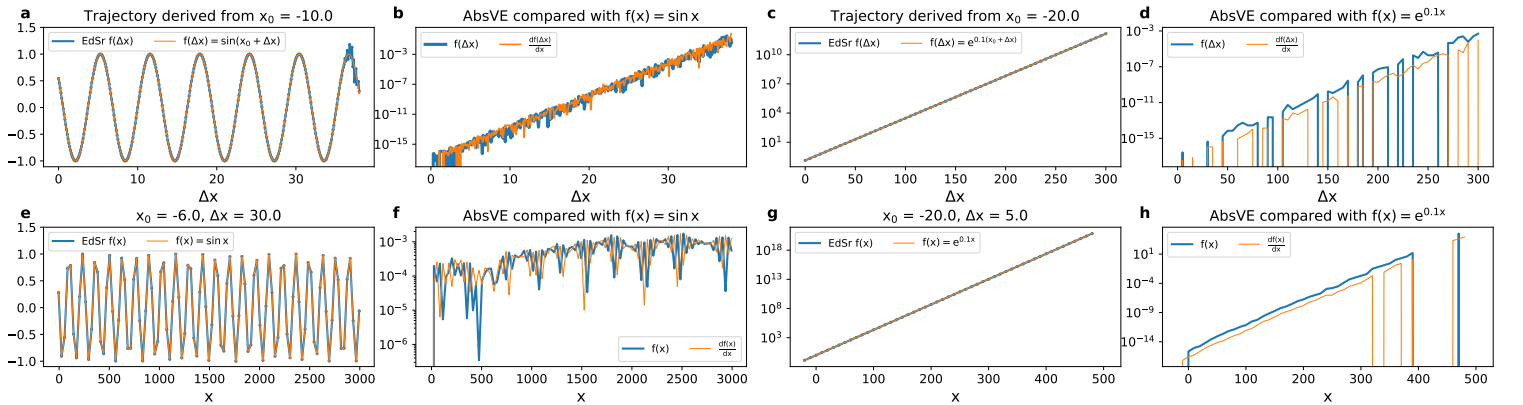 a Trajectory derived from x₀ = -10.0
EdSr f(Δx) f(Δx) = sin(x₀ + Δx)
1.5
1.0
0.5
0.0
−0.5
−1.0
0 10 20 30
Δx
b AbsVE compared with f(x) = sin x
f(Δx) df(Δx)/dx
10⁻³
10⁻⁷
10⁻¹¹
10⁻¹⁵
0 10 20 30
Δx
c Trajectory derived from x₀ = -20.0
EdSr f(Δx) f(Δx) = e^0.1(x₀ + Δx)
10¹⁰
10⁷
10⁴
10¹
0 50 100 150 200 250 300
Δx
d AbsVE compared with f(x) = e^0.1x
f(Δx) df(Δx)/dx
10⁻³
10⁻⁷
10⁻¹¹
10⁻¹⁵
0 50 100 150 200 250 300
Δx
e x₀ = -6.0, Δx = 30.0
EdSr f(x) f(x) = sin x
1.5
1.0
0.5
0.0
−0.5
−1.0
0 500 1000 1500 2000 2500 3000
x
f AbsVE compared with f(x) = sin x
10⁻³
10⁻⁴
10⁻⁵
10⁻⁶
f(x) df(x)/dx
0 500 1000 1500 2000 2500 3000
x
g x₀ = -20.0, Δx = 5.0
EdSr f(x) f(x) = e^0.1x
10¹⁸
10¹³
10⁸
10³
0 100 200 300 400 500
x
h AbsVE compared with f(x) = e^0.1x
f(x) df(x)/dx
10¹
10⁻⁴
10⁻⁹
10⁻¹⁴
0 100 200 300 400 500
x